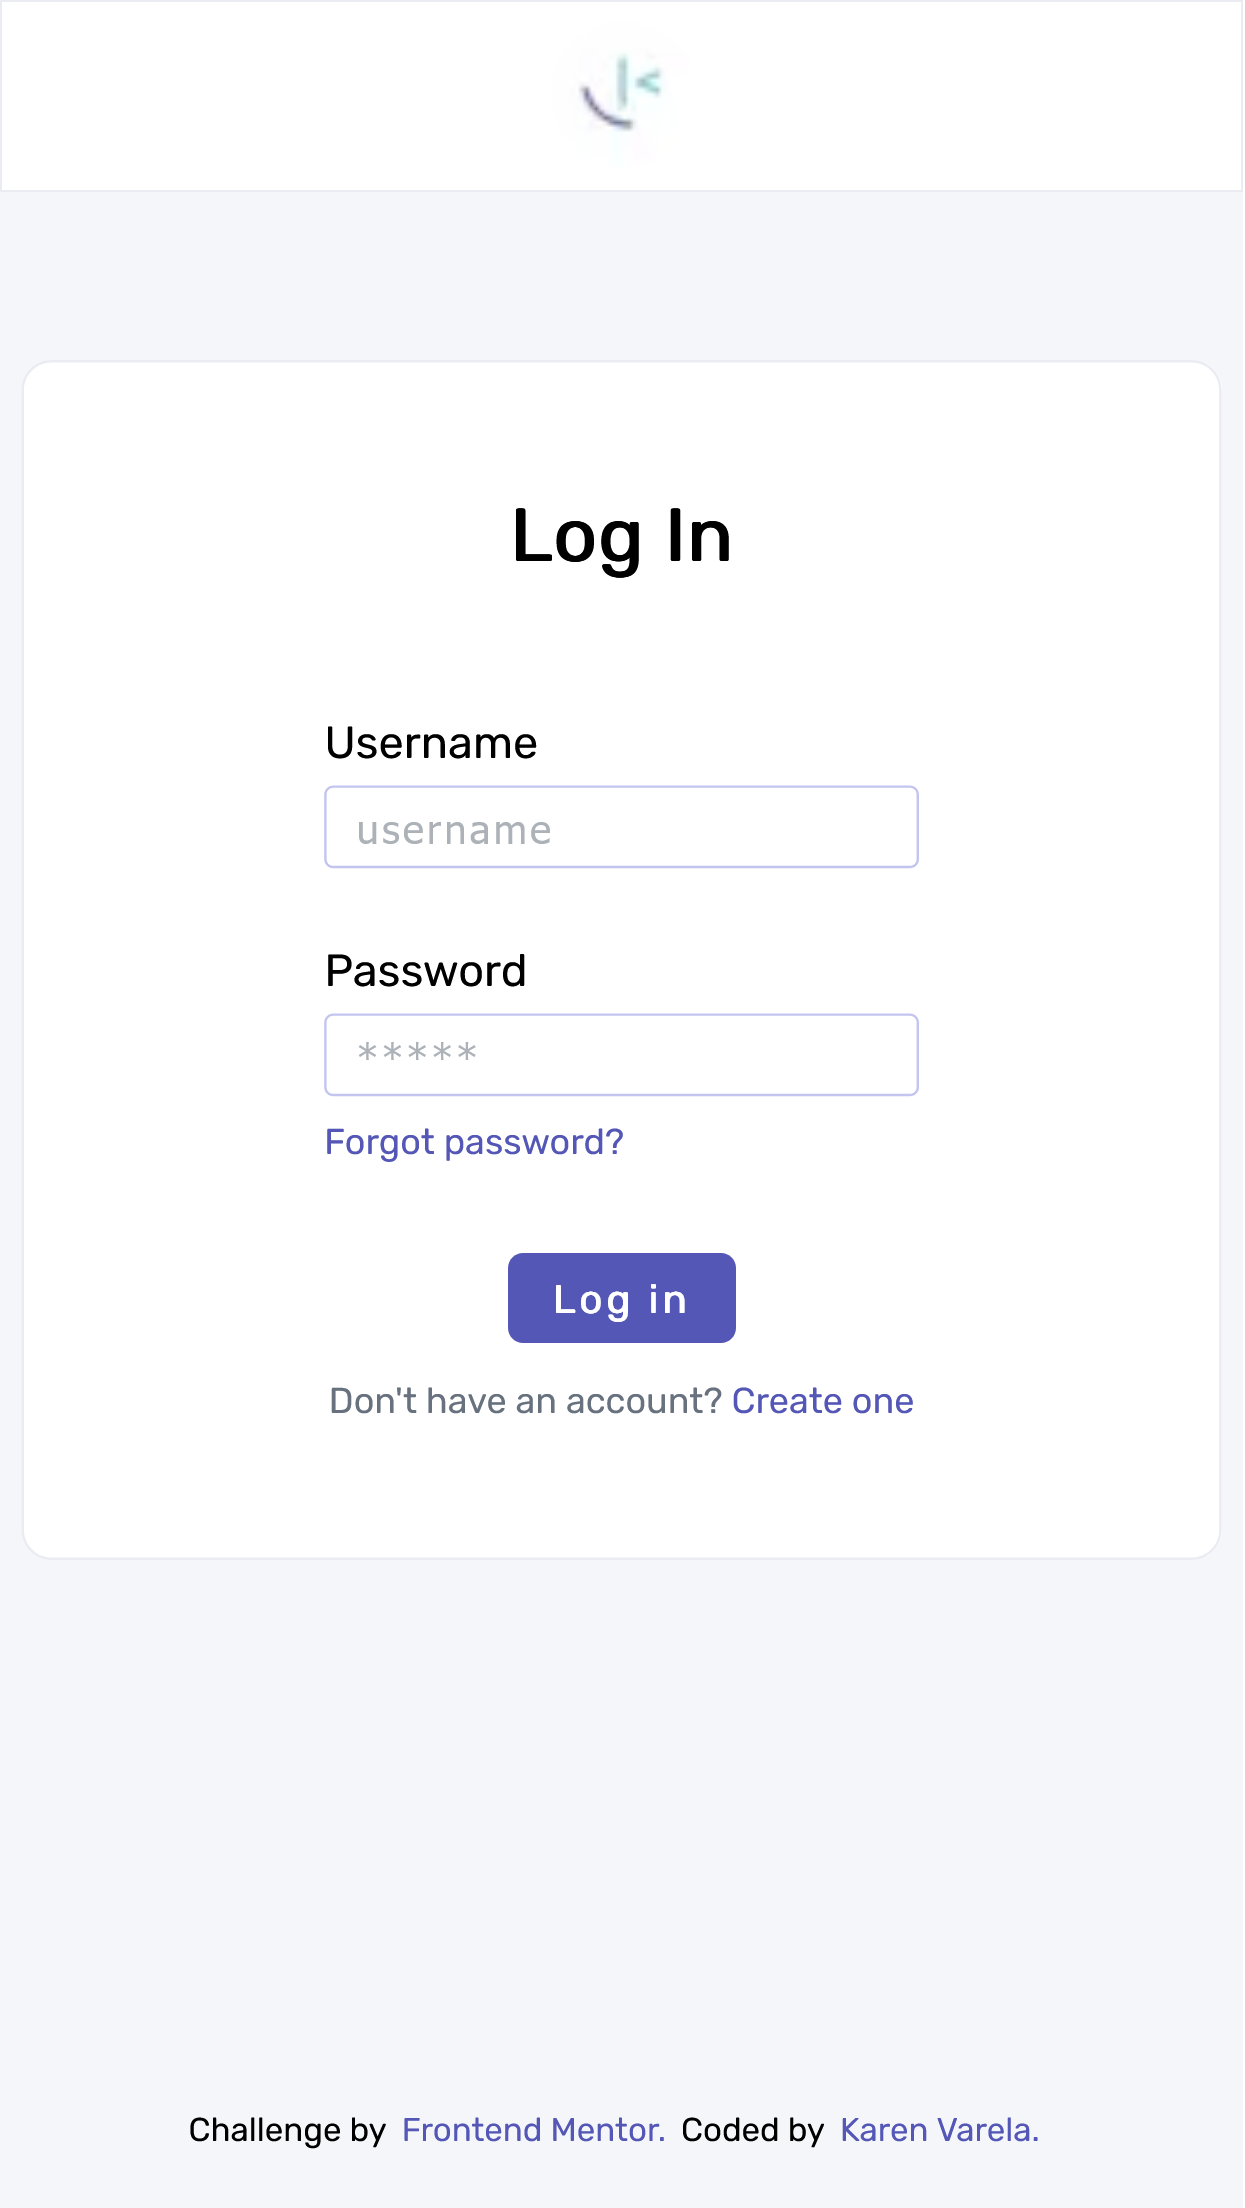 Log In
Username
username
Password
*****
Forgot password?
Log in
Don't have an account? Create one
Challenge by Frontend Mentor. Coded by Karen Varela.